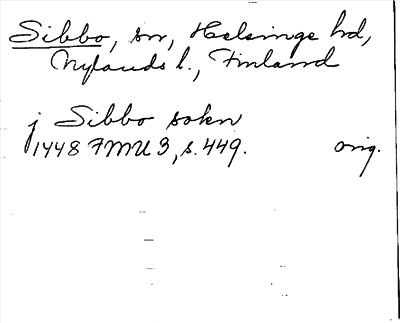 Sibbo, sn, Helsinge hd,
Nylands l., Finland
j Sibbo sokn
1448 FMU 3, s. 449. orig.